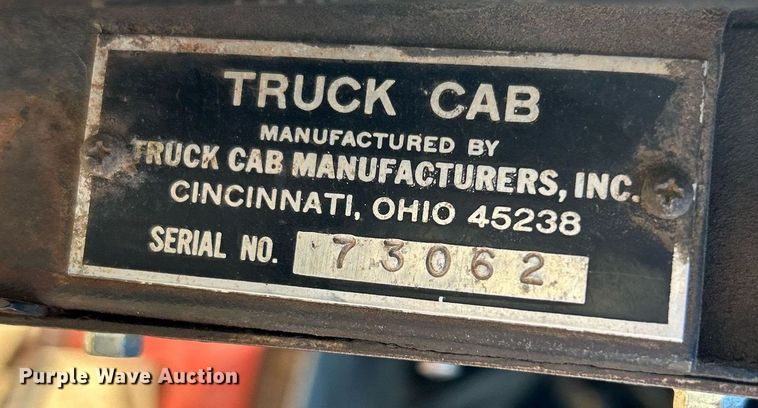 TRUCK CAB
MANUFACTURED BY
TRUCK CAB MANUFACTURERS, INC.
CINCINNATI, OHIO 45238
SERIAL NO. 73062
Purple Wave Auction